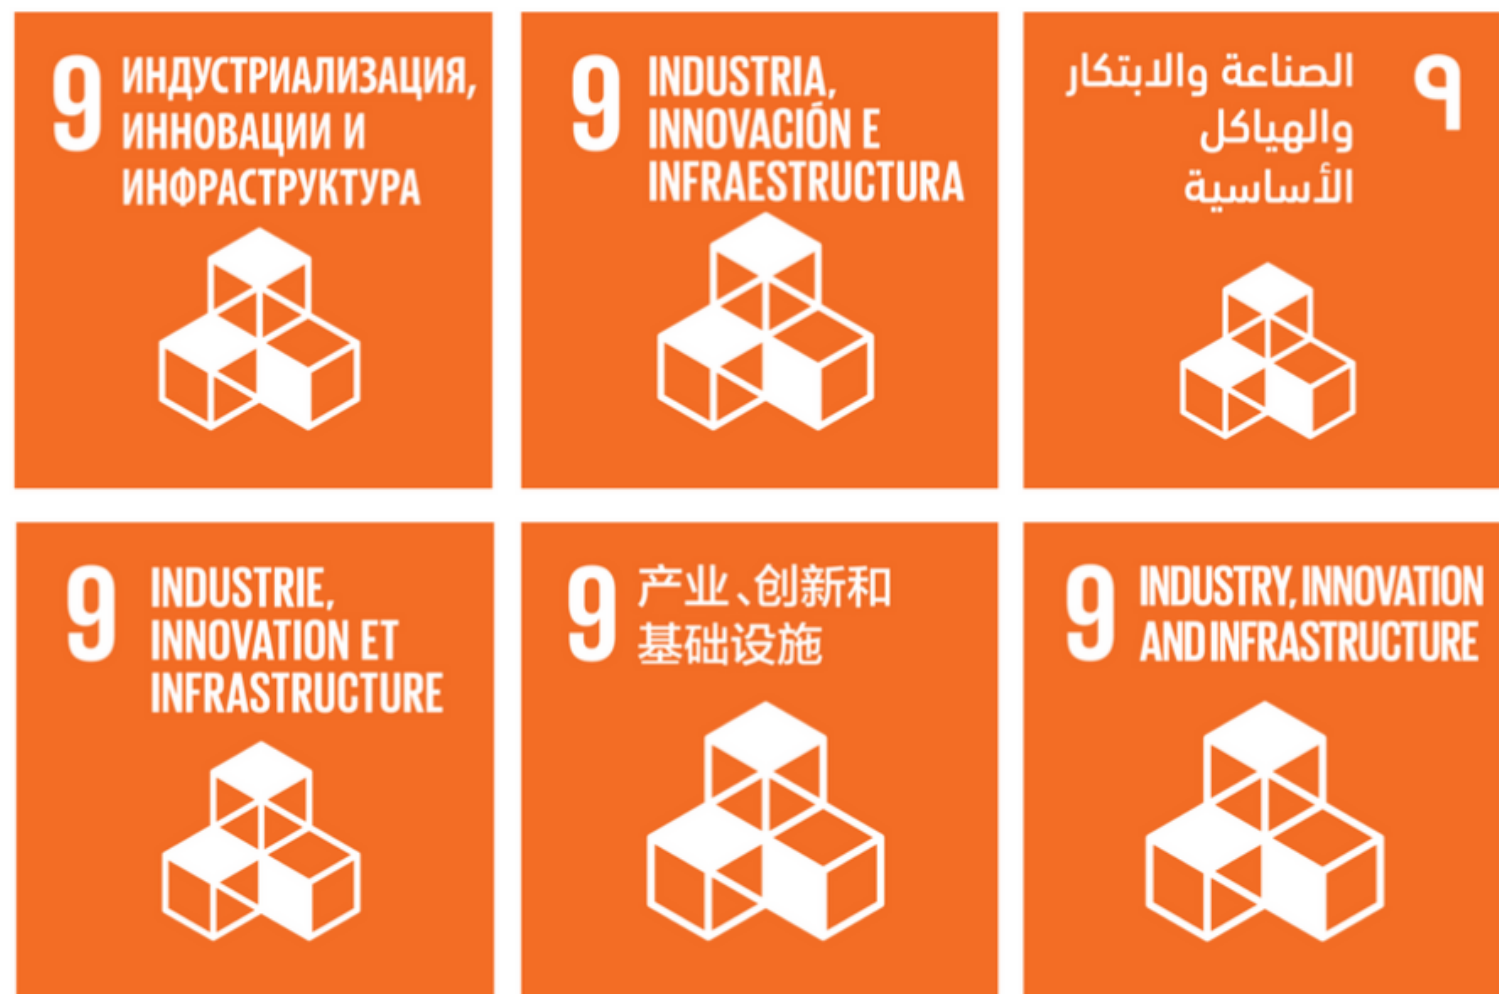 9 ИНДУСТРИАЛИЗАЦИЯ,
ИННОВАЦИИ И
ИНФРАСТРУКТУРА
9 INDUSTRIA,
INNOVACIÓN E
INFRAESTRUCTURA
٩ الصناعة والابتكار
والهياكل
الأساسية
9 INDUSTRIE,
INNOVATION ET
INFRASTRUCTURE
9 产业、创新和
基础设施
9 INDUSTRY, INNOVATION
AND INFRASTRUCTURE